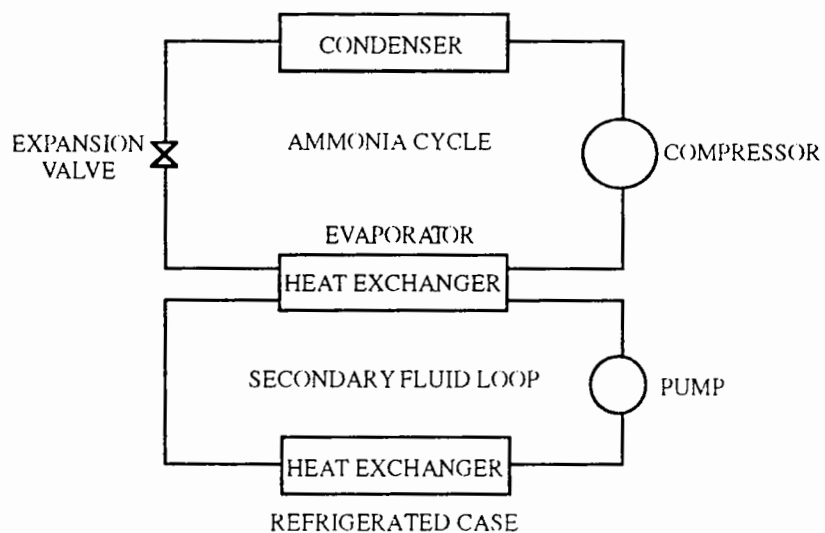 CONDENSER
AMMONIA CYCLE
EXPANSION
VALVE
COMPRESSOR
EVAPORATOR
HEAT EXCHANGER
SECONDARY FLUID LOOP
PUMP
HEAT EXCHANGER
REFRIGERATED CASE